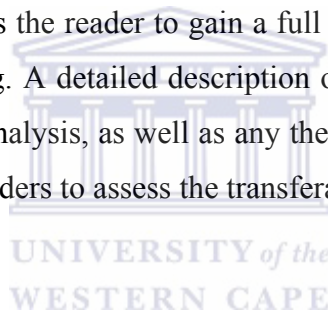 s the reader to gain a full
g. A detailed description o
nalysis, as well as any the
ders to assess the transfera
UNIVERSITY of the
WESTERN CAPE